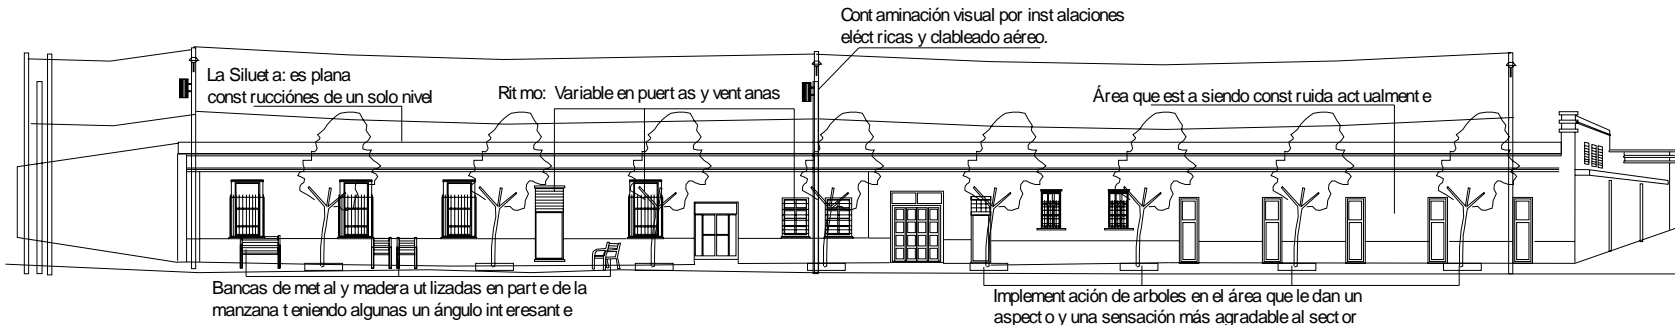 Contaminación visual por instalaciones
eléctricas y clableado aéreo.
La Silueta: es plana
construcciónes de un solo nivel
Ritmo: Variable en puertas y ventanas
Área que esta siendo construida actualmente
Bancas de metal y madera utlizadas en parte de la
manzana teniendo algunas un ángulo interesante
Implementación de arboles en el área que le dan un
aspecto y una sensación más agradable al sector